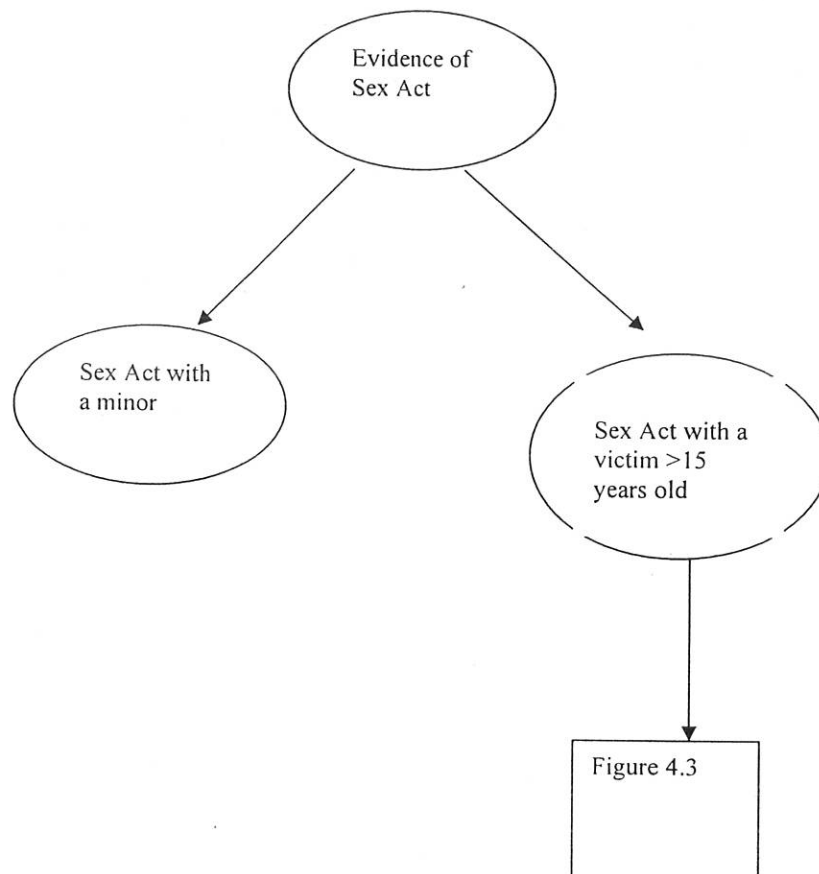 Evidence of
Sex Act
Sex Act with
a minor
Sex Act with a
victim >15
years old
Figure 4.3